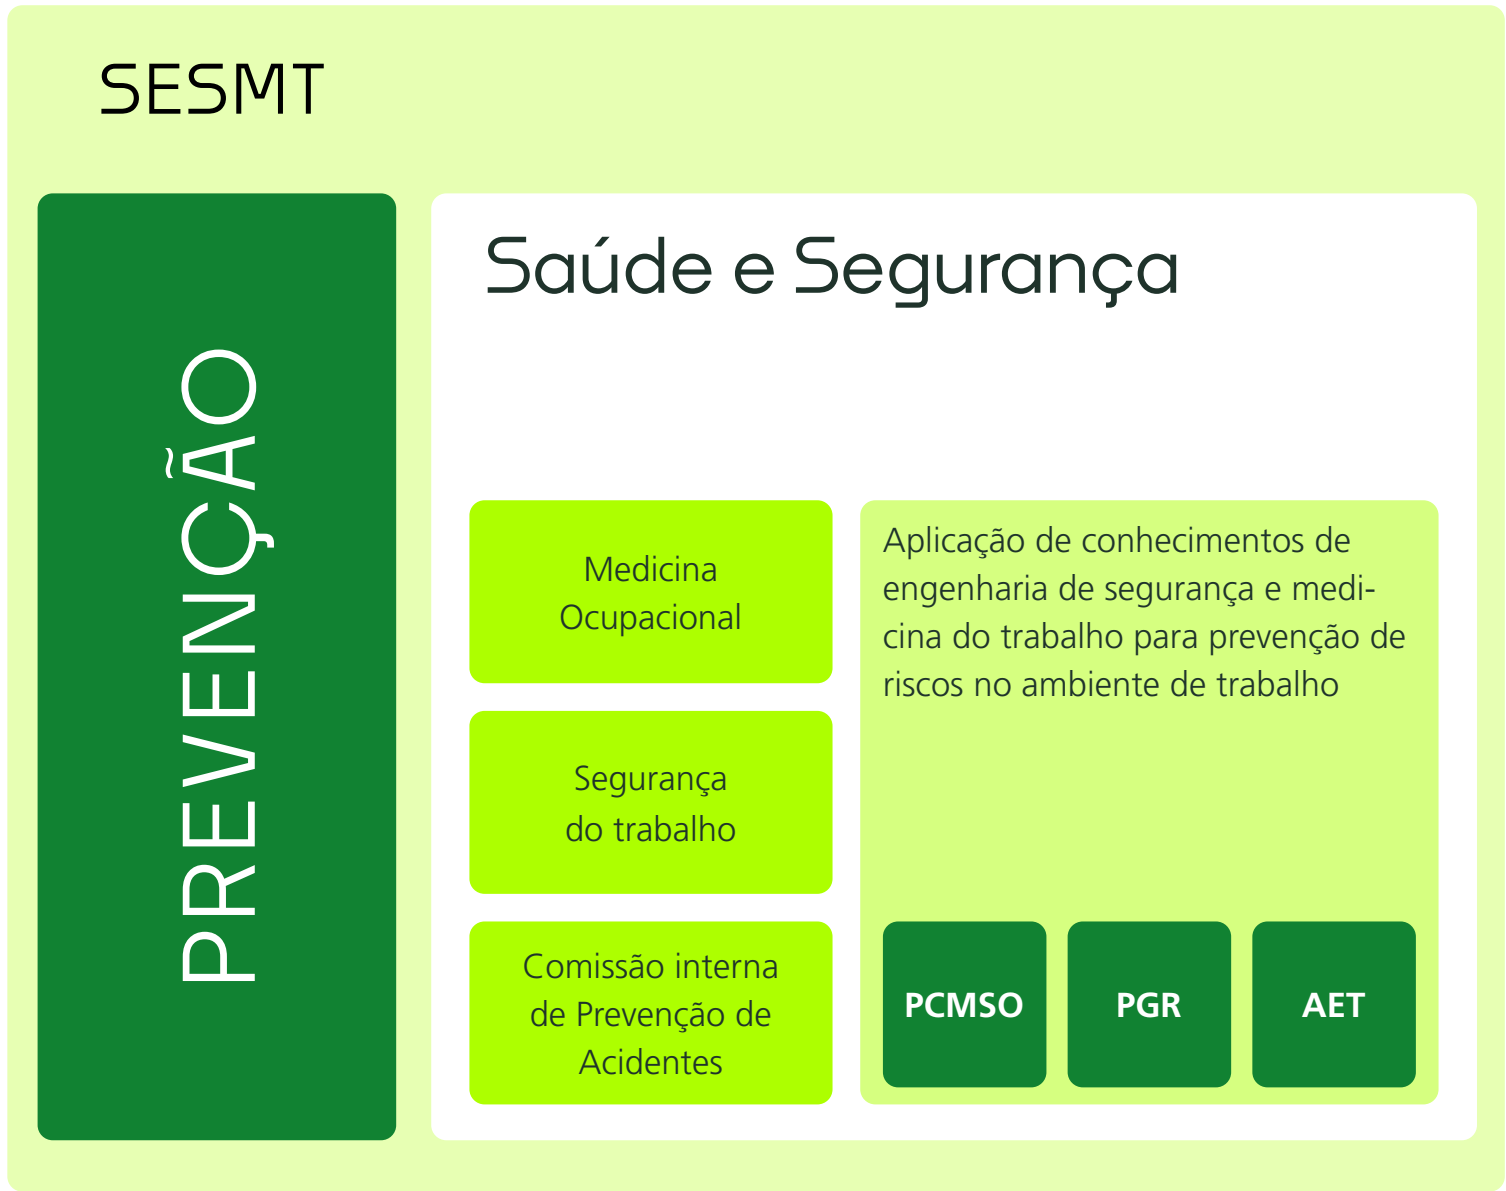 SESMT
PREVENÇÃO
Saúde e Segurança
Medicina
Ocupacional
Segurança
do trabalho
Comissão interna
de Prevenção de
Acidentes
Aplicação de conhecimentos de
engenharia de segurança e medi-
cina do trabalho para prevenção de
riscos no ambiente de trabalho
PCMSO
PGR
AET